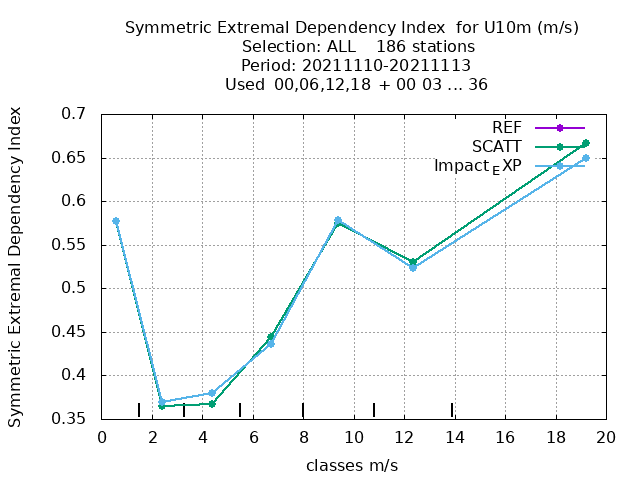 Symmetric Extremal Dependency Index for U10m (m/s)
Selection: ALL 186 stations
Period: 20211110-20211113
Used 00,06,12,18 + 00 03 ... 36
Symmetric Extremal Dependency Index
0.7
0.65
0.6
0.55
0.5
0.45
0.4
0.35
REF
SCATT
Impact_EXP
0 2 4 6 8 10 12 14 16 18 20
classes m/s